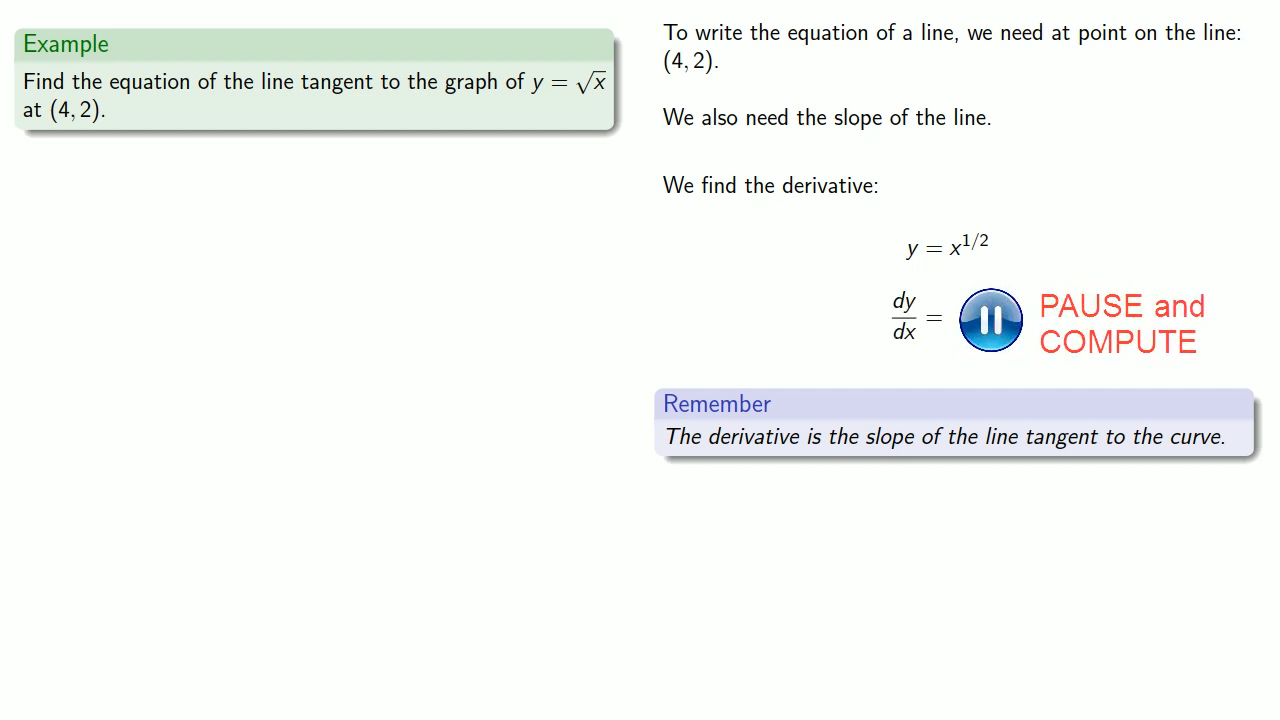 Example
Find the equation of the line tangent to the graph of y = √x
at (4, 2).
To write the equation of a line, we need at point on the line:
(4, 2).
We also need the slope of the line.
We find the derivative:
y = x^{1/2}
dy/dx =
PAUSE and
COMPUTE
Remember
The derivative is the slope of the line tangent to the curve.